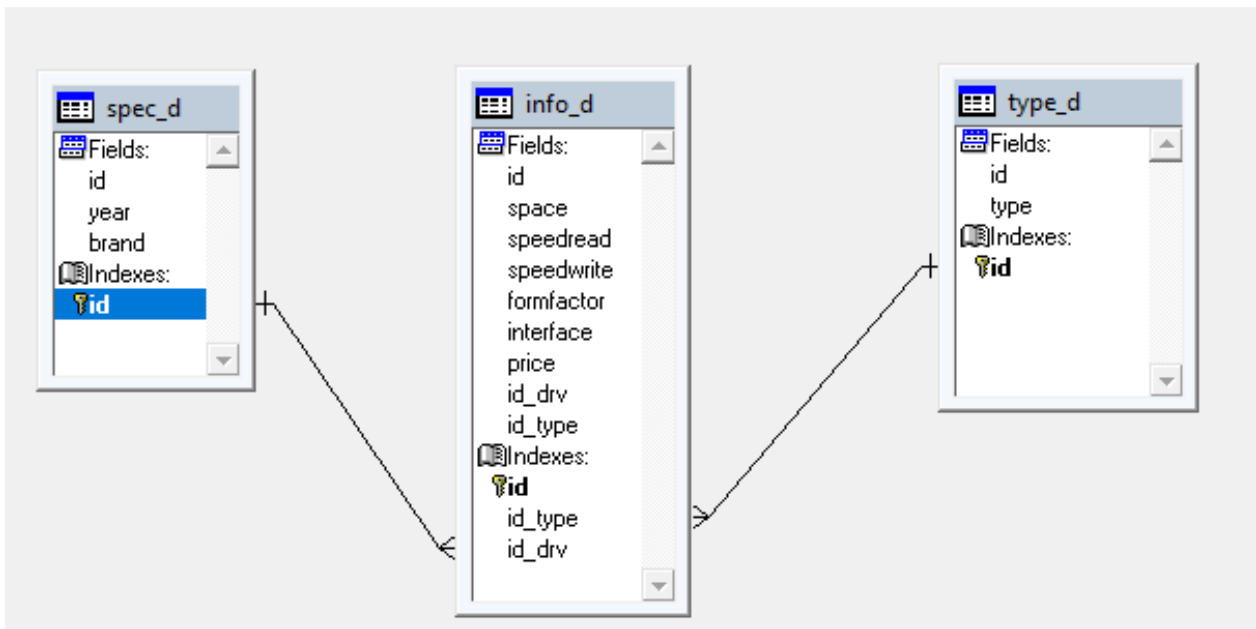 spec_d
Fields:
id
year
brand
Indexes:
id
info_d
Fields:
id
space
speedread
speedwrite
formfactor
interface
price
id_drv
id_type
Indexes:
id
id_type
id_drv
type_d
Fields:
id
type
Indexes:
id